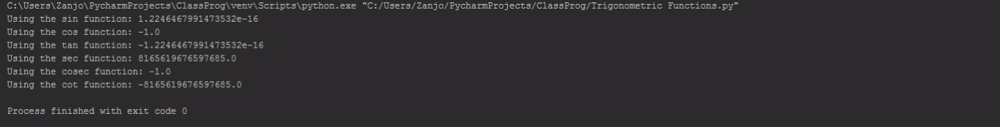 C:\Users\Zanjo\PycharmProjects\ClassProg\venv\Scripts\python.exe "C:/Users/Zanjo/PycharmProjects/ClassProg/Trigonometric Functions.py"
Using the sin function: 1.2246467991473532e-16
Using the cos function: -1.0
Using the tan function: -1.2246467991473532e-16
Using the sec function: 8165619676597685.0
Using the cosec function: -1.0
Using the cot function: -8165619676597685.0
Process finished with exit code 0